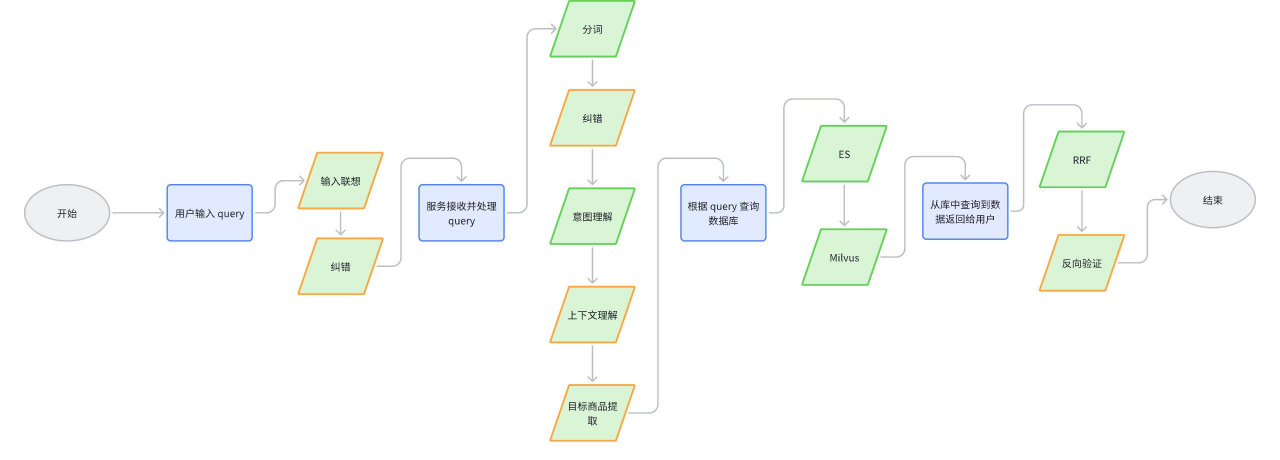 开始
用户输入 query
输入联想
纠错
服务接收并处理
query
分词
纠错
意图理解
上下文理解
目标商品提
取
根据 query 查询
数据库
ES
Milvus
从库中查询到数
据返回给用户
RRF
反向验证
结束